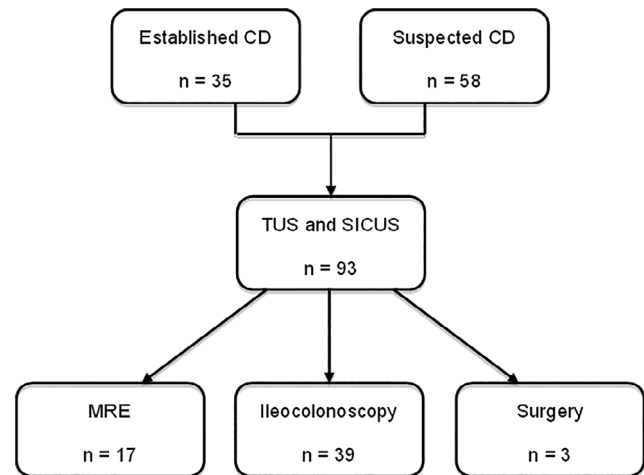 Established CD
n = 35
Suspected CD
n = 58
TUS and SICUS
n = 93
MRE
n = 17
Ileocolonoscopy
n = 39
Surgery
n = 3